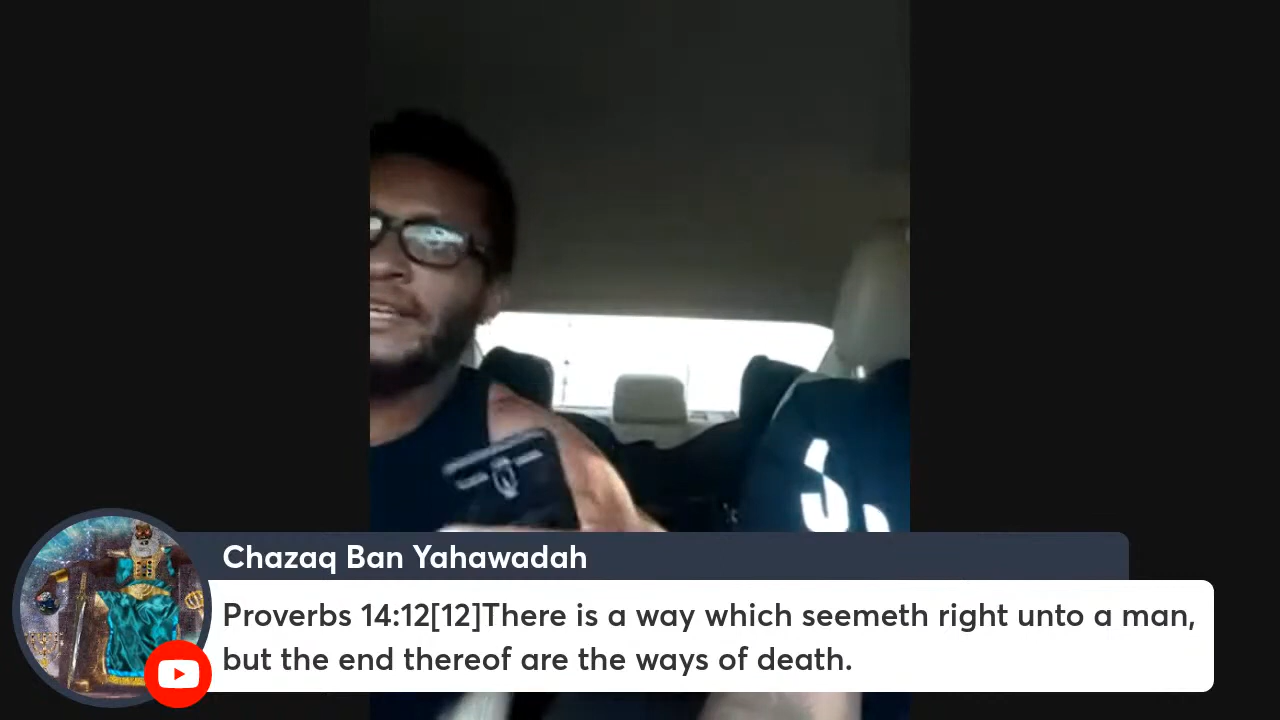 Chazaq Ban Yahawadah
Proverbs 14:12[12]There is a way which seemeth right unto a man,
but the end thereof are the ways of death.